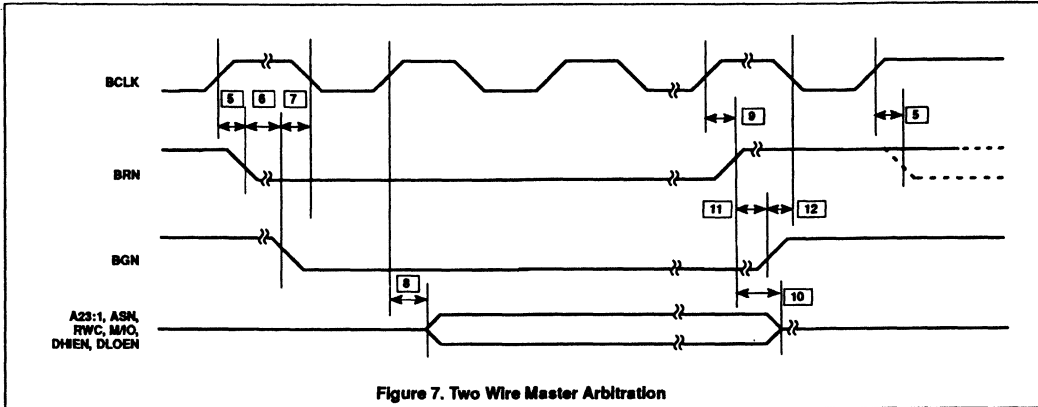 BCLK
5 6 7
9 5
BRN
11 12
BGN
8
10
A23:1, ASN,
RWC, M/IO,
DHIEN, DLOEN
Figure 7. Two Wire Master Arbitration